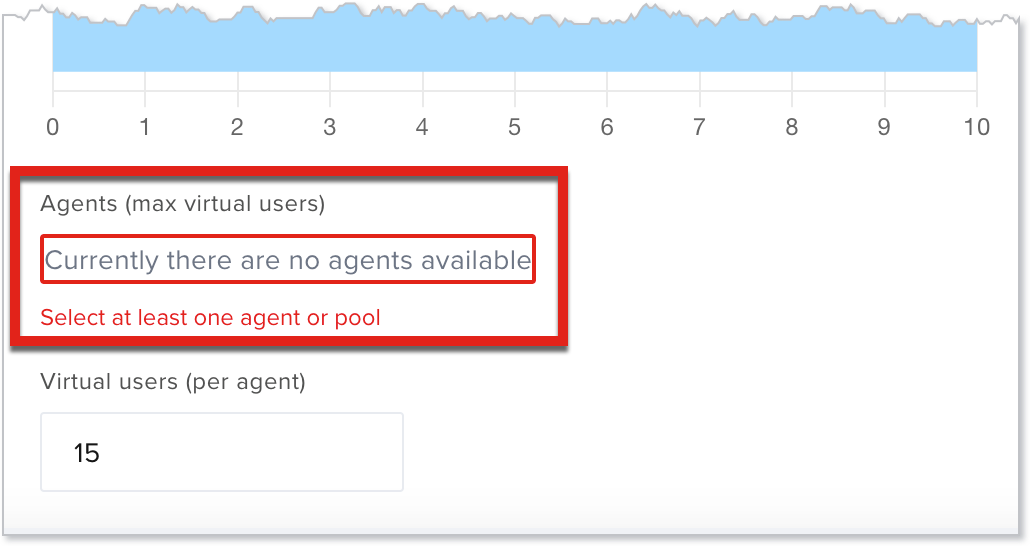 0 1 2 3 4 5 6 7 8 9 10
Agents (max virtual users)
Currently there are no agents available
Select at least one agent or pool
Virtual users (per agent)
15